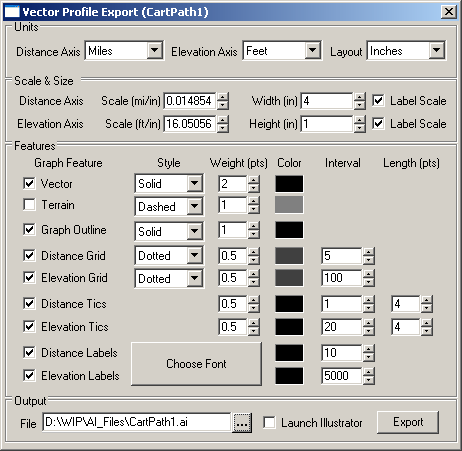 Vector Profile Export (CartPath1)
Units
Distance Axis Miles Elevation Axis Feet Layout Inches
Scale & Size
Distance Axis Scale (mi/in) 0.014854 Width (in) 4 Label Scale
Elevation Axis Scale (ft/in) 16.05056 Height (in) 1 Label Scale
Features
Graph Feature Style Weight (pts) Color Interval Length (pts)
Vector Solid 2
Terrain Dashed 1
Graph Outline Solid 1
Distance Grid Dotted 0.5 5
Elevation Grid Dotted 0.5 100
Distance Tics 0.5 1 4
Elevation Tics 0.5 20 4
Distance Labels 10
Choose Font
Elevation Labels 5000
Output
File D:\WIP\AI_Files\CartPath1.ai ... Launch Illustrator Export